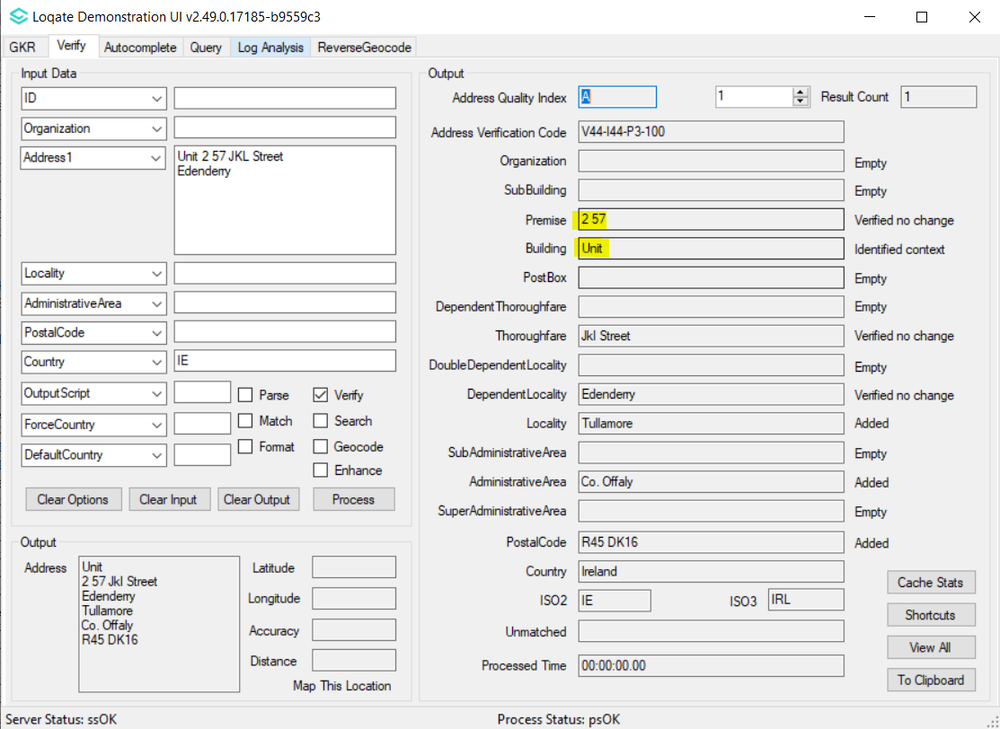 Loqate Demonstration UI v2.49.0.17185-b9559c3
GKR Verify Autocomplete Query Log Analysis ReverseGeocode
Input Data
ID
Organization
Address1 Unit 2 57 JKL Street
Edenderry
Locality
AdministrativeArea
PostalCode
Country IE
OutputScript Parse Verify
ForceCountry Match Search
DefaultCountry Format Geocode
Enhance
Clear Options Clear Input Clear Output Process
Output
Address Unit
2 57 Jkl Street
Edenderry
Tullamore
Co. Offaly
R45 DK16
Latitude
Longitude
Accuracy
Distance
Map This Location
Output
Address Quality Index A 1 Result Count 1
Address Verification Code V44-I44-P3-100
Organization Empty
SubBuilding Empty
Premise 2 57 Verified no change
Building Unit Identified context
PostBox Empty
DependentThoroughfare Empty
Thoroughfare Jkl Street Verified no change
DoubleDependentLocality Empty
DependentLocality Edenderry Verified no change
Locality Tullamore Added
SubAdministrativeArea Empty
AdministrativeArea Co. Offaly Added
SuperAdministrativeArea Empty
PostalCode R45 DK16 Added
Country Ireland
ISO2 IE ISO3 IRL
Unmatched
Processed Time 00:00:00.00
Cache Stats
Shortcuts
View All
To Clipboard
Server Status: ssOK Process Status: psOK